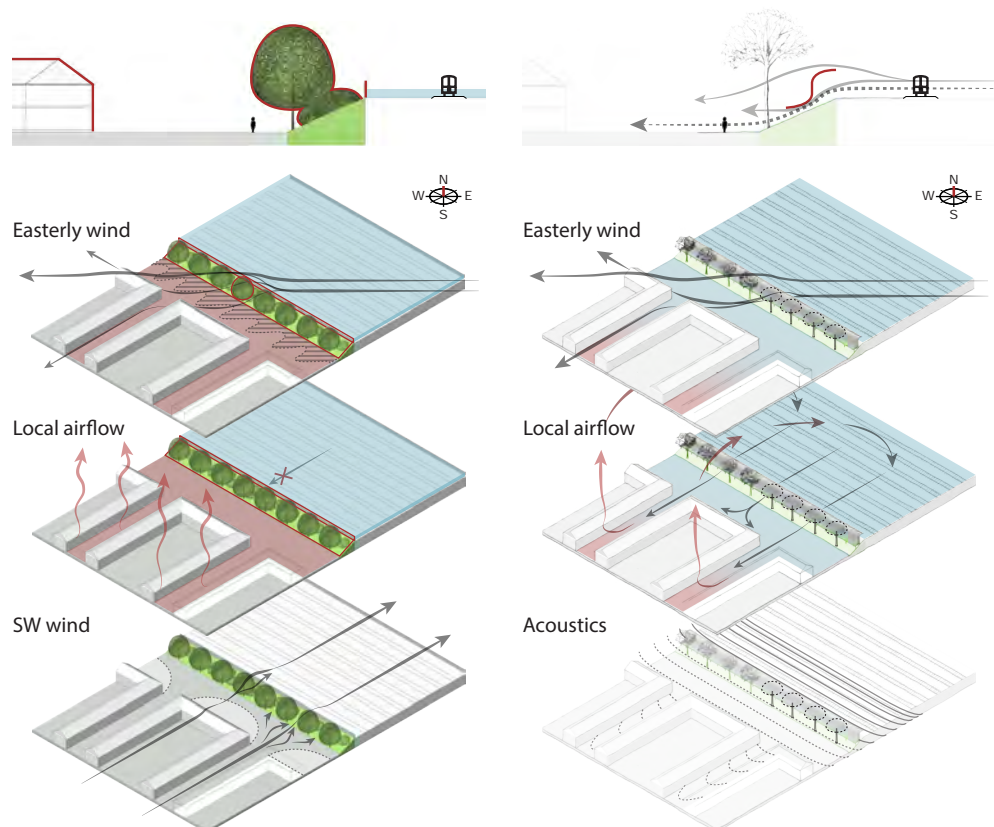 N
W E
S
N
W E
S
Easterly wind
Easterly wind
Local airflow
Local airflow
SW wind
Acoustics